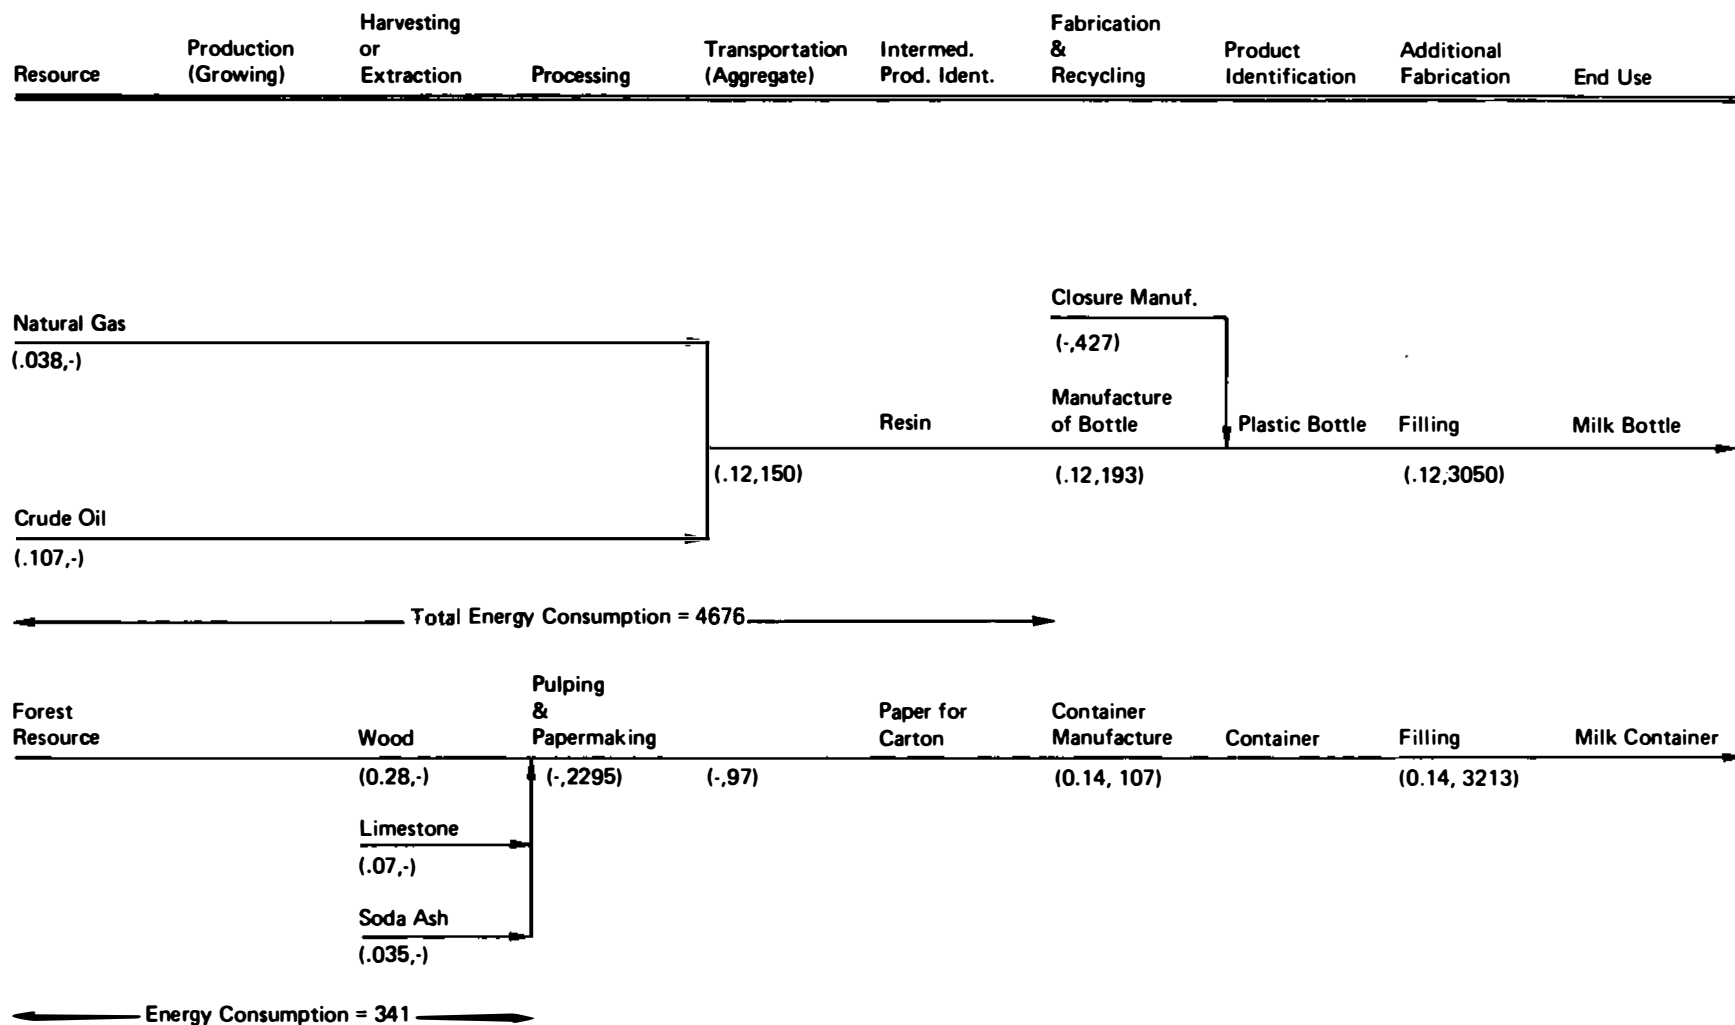 Resource
Production
(Growing)
Harvesting
or
Extraction
Processing
Transportation
(Aggregate)
Intermed.
Prod. Ident.
Fabrication
&
Recycling
Product
Identification
Additional
Fabrication
End Use
Closure Manuf.
(-,427)
Natural Gas
(.038,-)
Resin
Manufacture
of Bottle
Plastic Bottle
Filling
Milk Bottle
(.12,150)
(.12,193)
(.12,3050)
Crude Oil
(.107,-)
Total Energy Consumption = 4676
Forest
Resource
Wood
Pulping
&
Papermaking
Paper for
Carton
Container
Manufacture
Container
Filling
Milk Container
(0.28,-)
(-,2295)
(-,97)
(0.14, 107)
(0.14, 3213)
Limestone
(.07,-)
Soda Ash
(.035,-)
Energy Consumption = 341